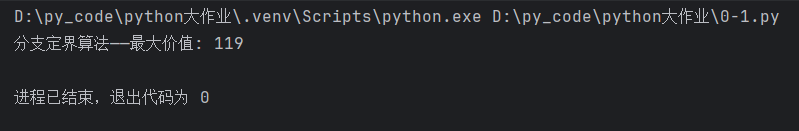 D:\py_code\python大作业\.venv\Scripts\python.exe D:\py_code\python大作业\0-1.py
分支定界算法——最大价值: 119
进程已结束，退出代码为 0